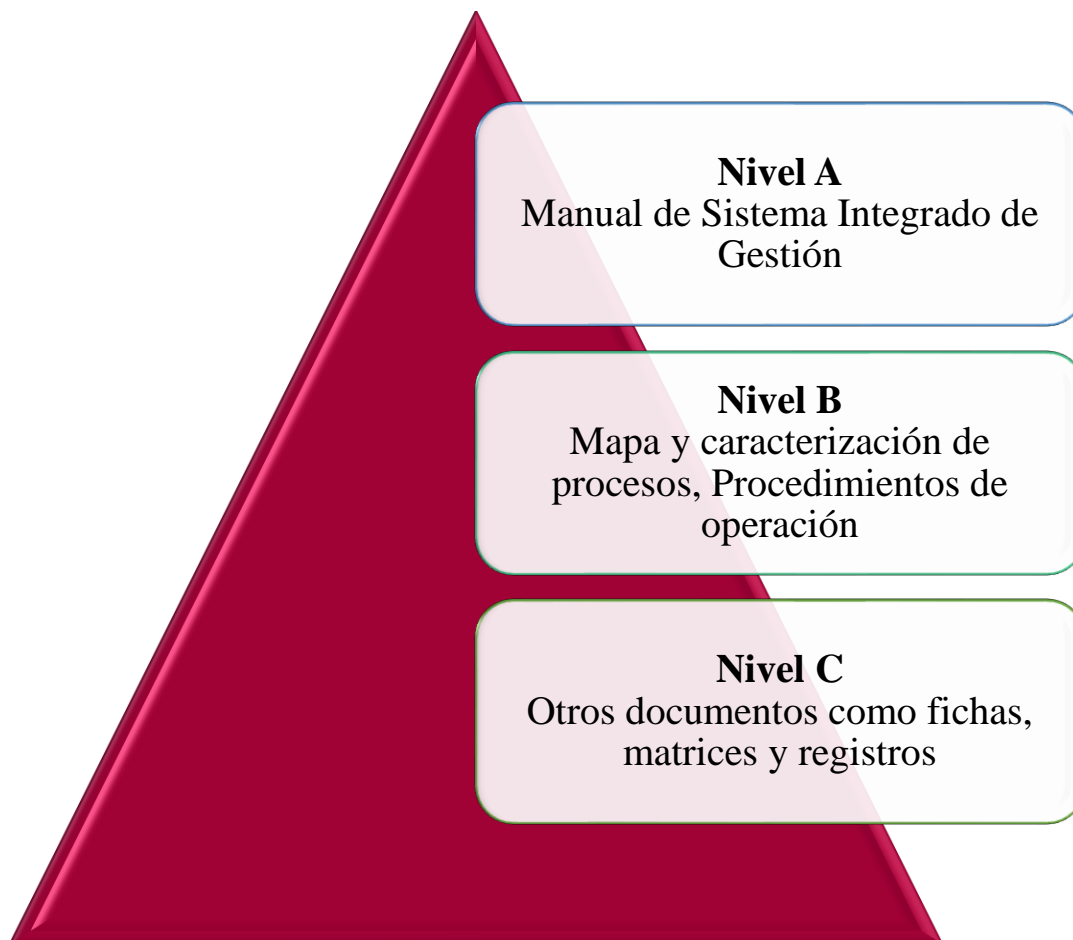 Nivel A
Manual de Sistema Integrado de
Gestión
Nivel B
Mapa y caracterización de
procesos, Procedimientos de
operación
Nivel C
Otros documentos como fichas,
matrices y registros